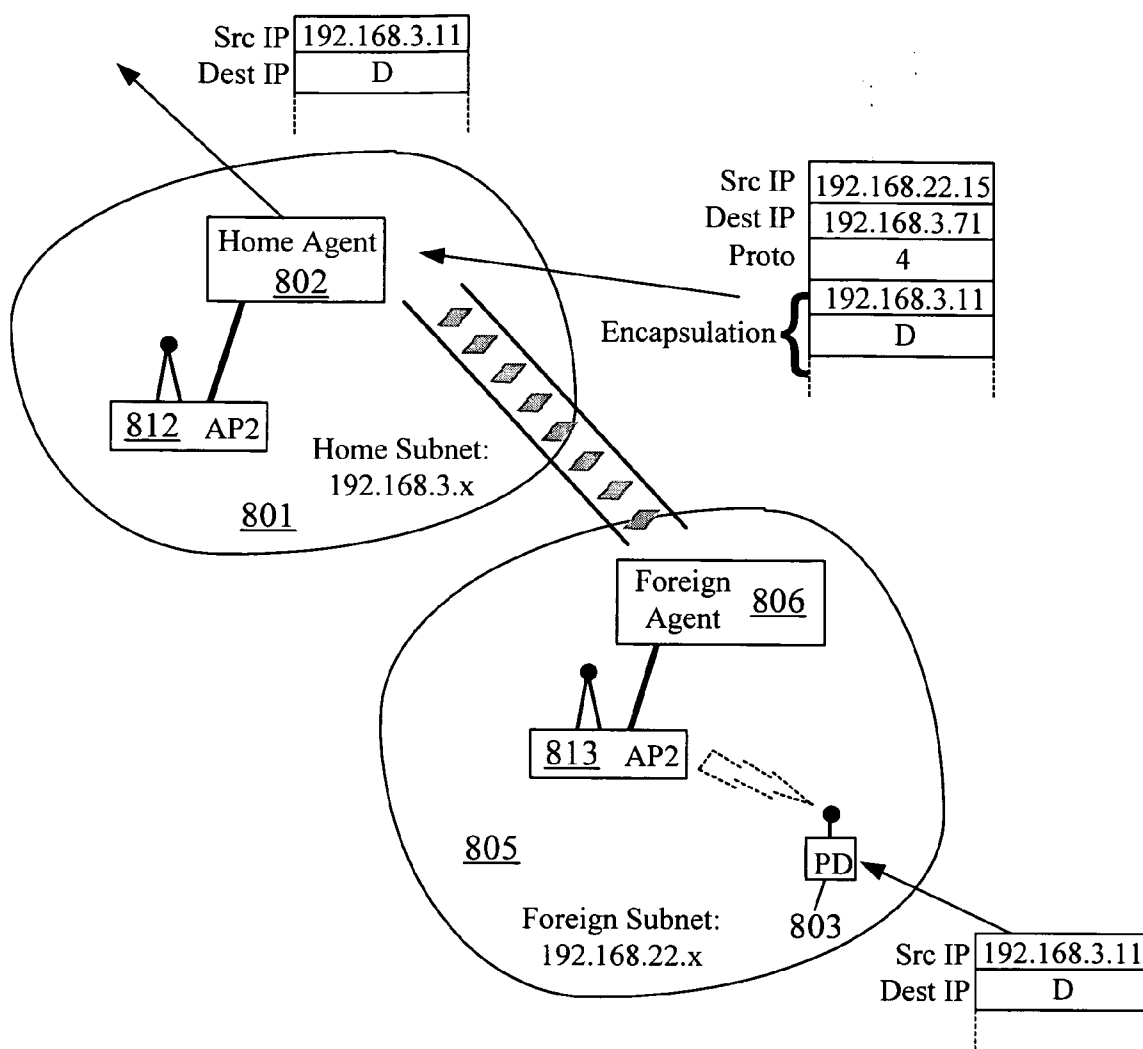 Src IP 192.168.3.11
Dest IP D
Src IP 192.168.22.15
Dest IP 192.168.3.71
Proto 4
192.168.3.11
Encapsulation {
D
Home Agent
802
812 AP2
Home Subnet:
192.168.3.x
801
Foreign
Agent 806
813 AP2
805
PD
803
Foreign Subnet:
192.168.22.x
Src IP 192.168.3.11
Dest IP D